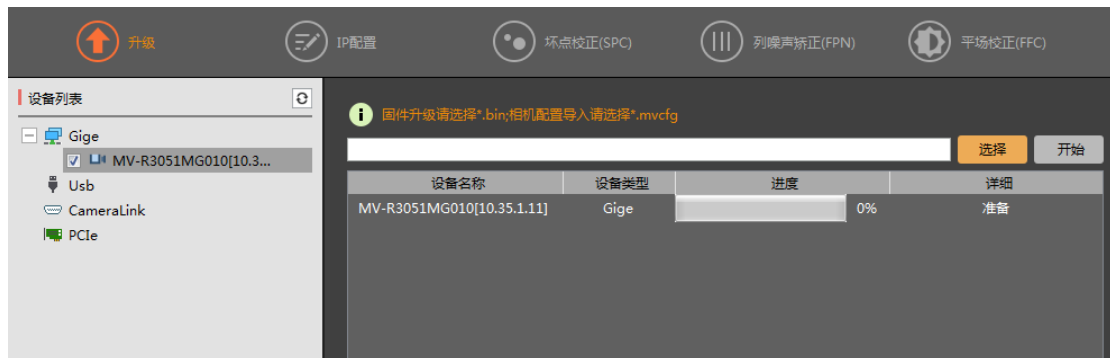 升级 IP配置 坏点校正(SPC) 列噪声矫正(FPN) 平场校正(FFC)
设备列表
固件升级请选择*.bin;相机配置导入请选择*.mvcfg
Gige
MV-R3051MG010[10.3...
Usb
CameraLink
PCIe
选择 开始
设备名称 设备类型 进度 详细
MV-R3051MG010[10.35.1.11] Gige 0% 准备